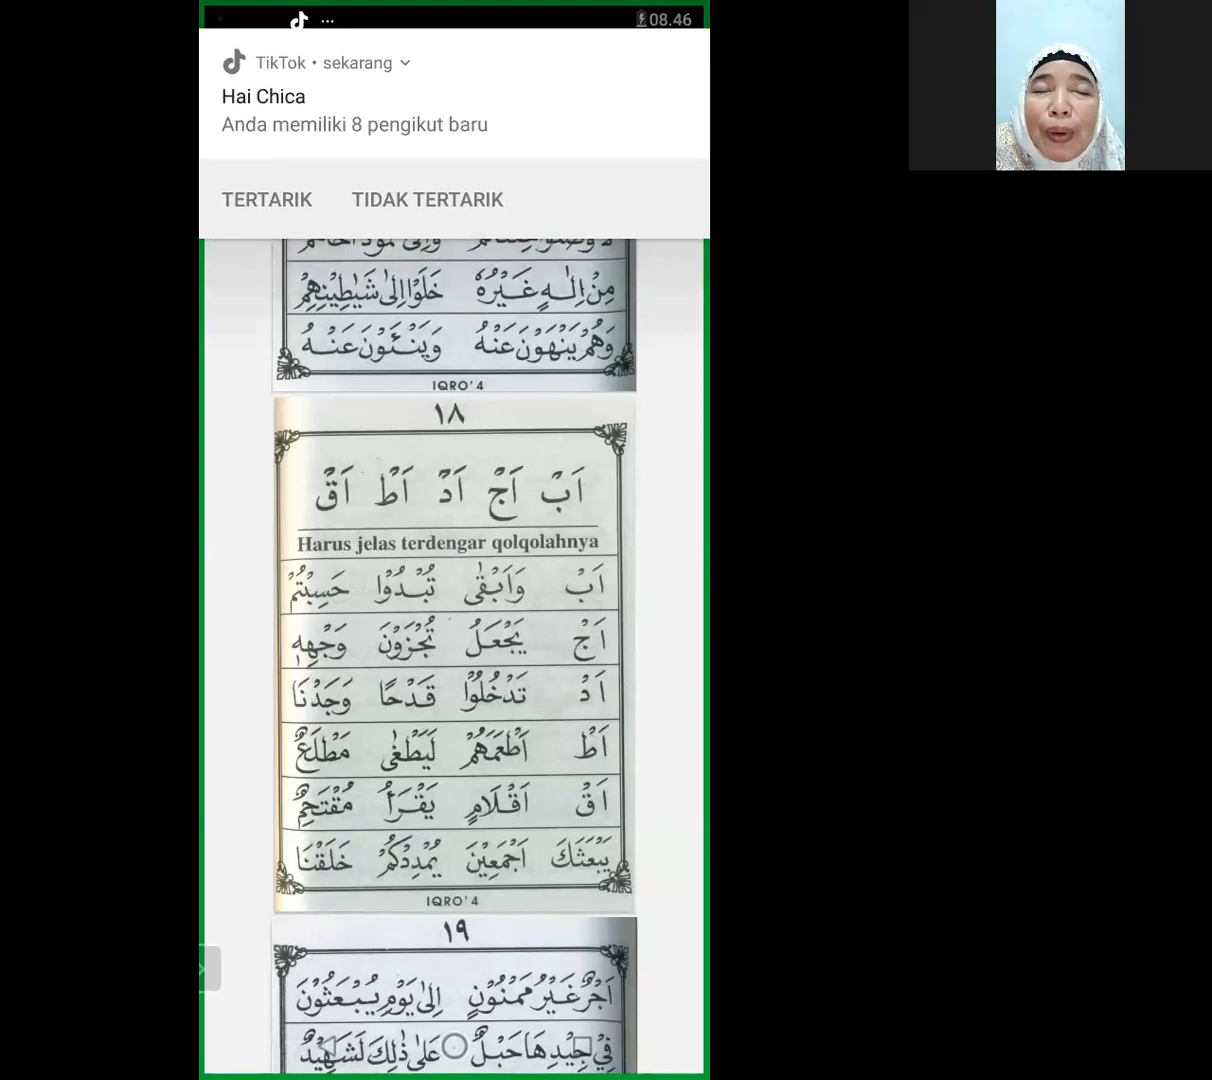 ... 08.46
TikTok • sekarang
Hai Chica
Anda memiliki 8 pengikut baru
TERTARIK TIDAK TERTARIK
مِنْ اِلٰهٍ غَيْرُهٗ خَلَوْا اِلٰى شَيٰطِيْنِهِمْ
وَهُمْ يَنْهَوْنَ عَنْهُ وَيَنْـَٔوْنَ عَنْهُ
IQRO'4
١٨
اَبْ اَجْ اَدْ اَطْ اَقْ
Harus jelas terdengar qolqolahnya
اَبْ وَاَبْقٰى تُبْدُوْا حَسِبْتُمْ
اَجْ يَجْعَلُ تُجْزَوْنَ وَجْهِهٖ
اَدْ تَدْخُلُوْا قَدْحًا وَجَدْنَا
اَطْ اَطْعَمَهُمْ لَيَطْغٰى مَطْلَعٌ
اَقْ اَقْلَامٍ يَقْرَأُ مُقْتَحِمٌ
يَبْعَثَكَ اَجْمَعِيْنَ يُمْدِدْكُمْ خَلَقْنَا
IQRO'4
١٩
اَجْرٌ غَيْرُ مَمْنُوْنٍ اِلٰى يَوْمِ يُبْعَثُوْنَ
فِيْ جِيْدِهَا حَبْلٌ عَلٰى ذٰلِكَ لَشَهِيْدٌ